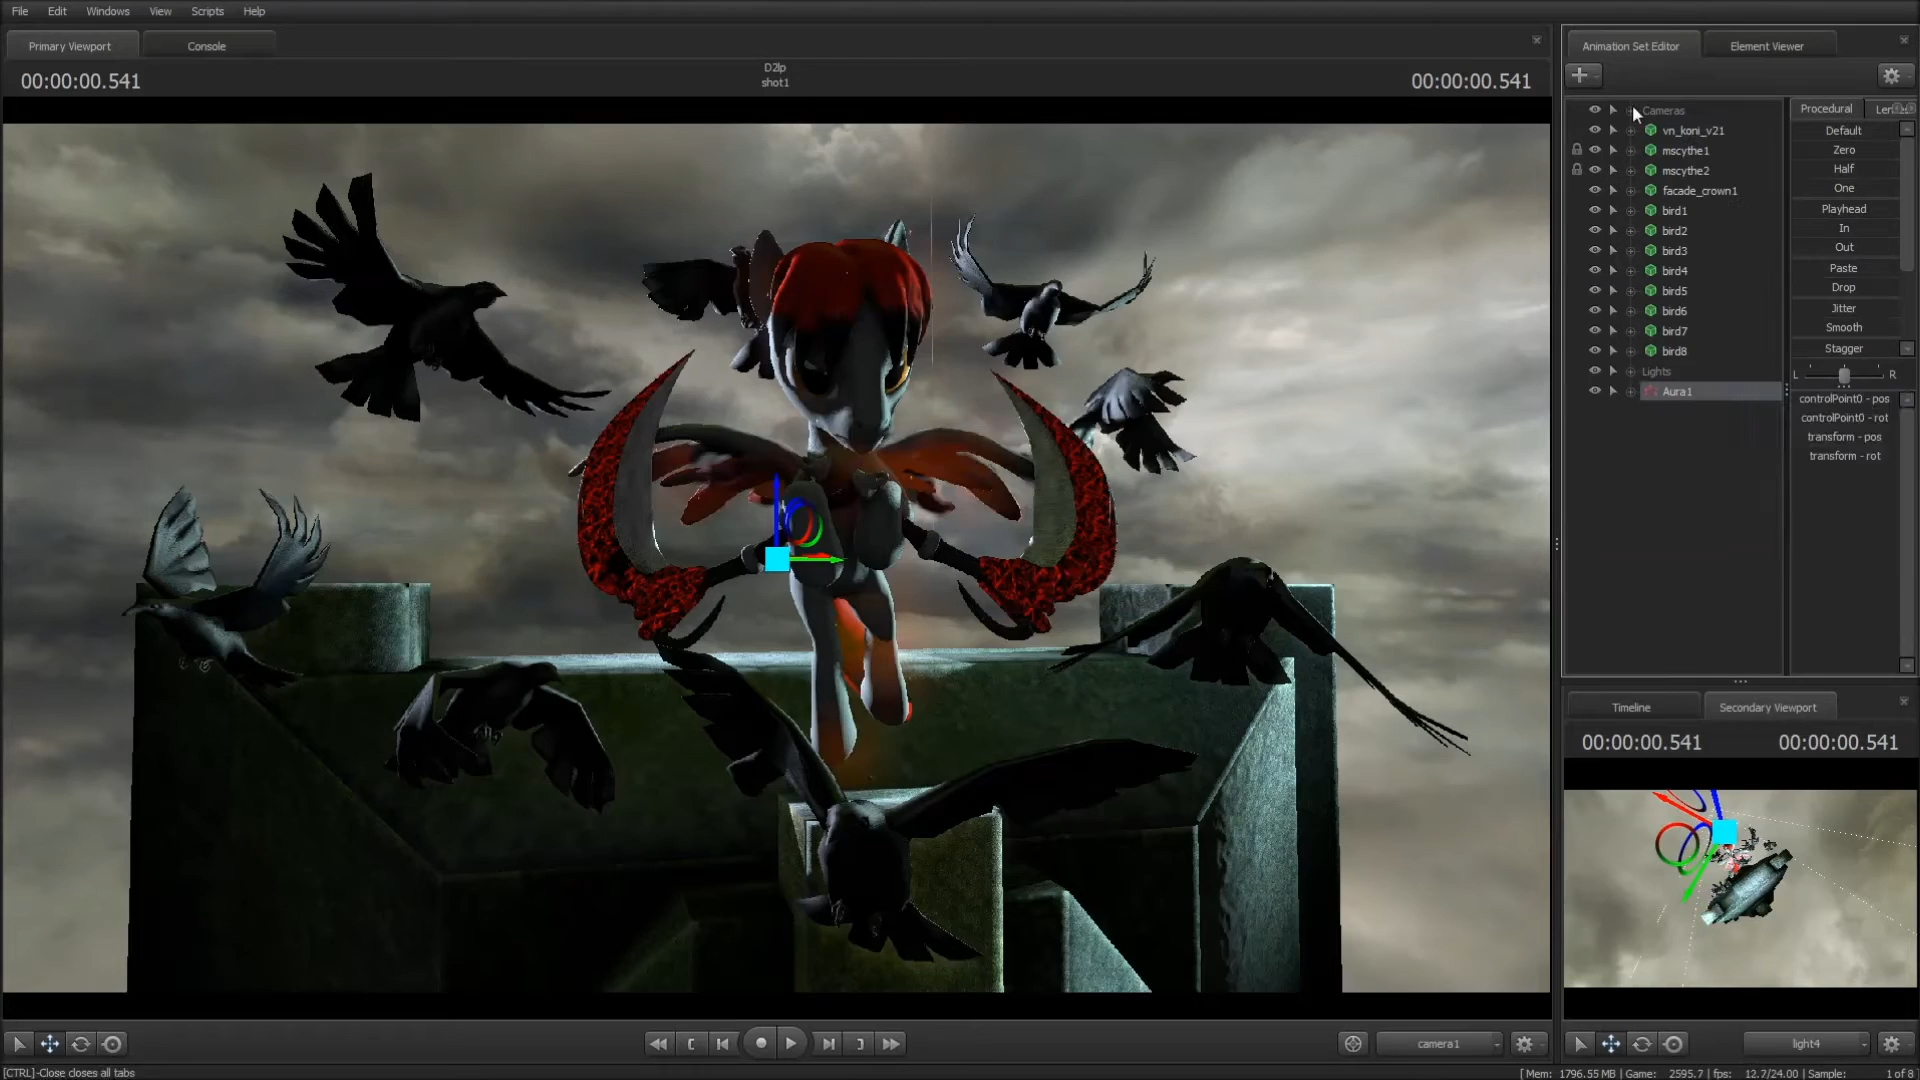 File Edit Windows View Scripts Help
Primary Viewport Console
00:00:00.541
D2lp
shot1
00:00:00.541
Animation Set Editor Element Viewer
Cameras
vn_koni_v21
mscythe1
mscythe2
facade_crown1
bird1
bird2
bird3
bird4
bird5
bird6
bird7
bird8
Lights
Aura1
Procedural
Default
Zero
Half
One
Playhead
In
Out
Paste
Drop
Jitter
Smooth
Stagger
L R
controlPoint0 - pos
controlPoint0 - rot
transform - pos
transform - rot
Timeline Secondary Viewport
00:00:00.541 00:00:00.541
camera1
light4
[CTRL]-Close closes all tabs
[ Mem: 1796.55 MB | Game: 2595.7 | fps: 12.7/24.00 | Sample: 1 of 8 ]